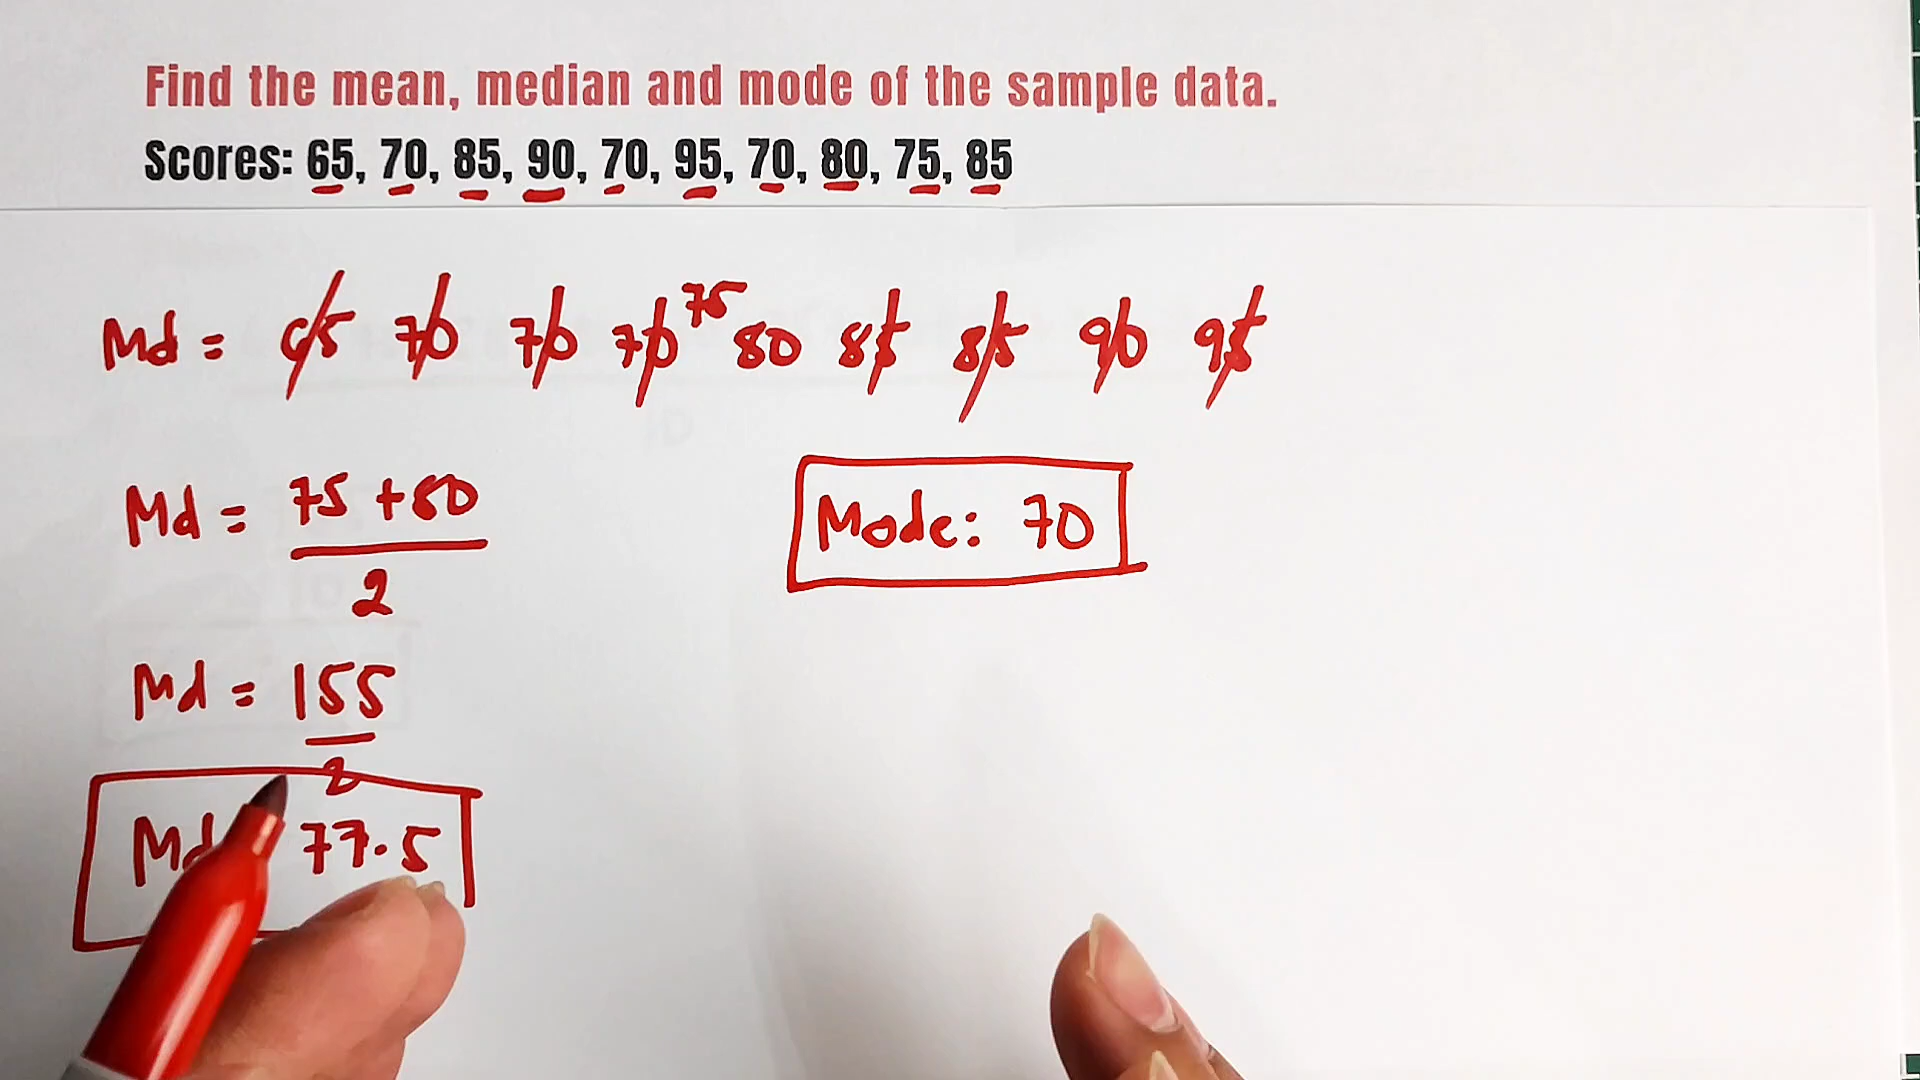 Find the mean, median and mode of the sample data.
Scores: 65, 70, 85, 90, 70, 95, 70, 80, 75, 85
Md = 65 70 70 70 75 80 85 85 90 95
Md = 75 + 80
2
Mode: 70
Md = 155
2
Md 77.5